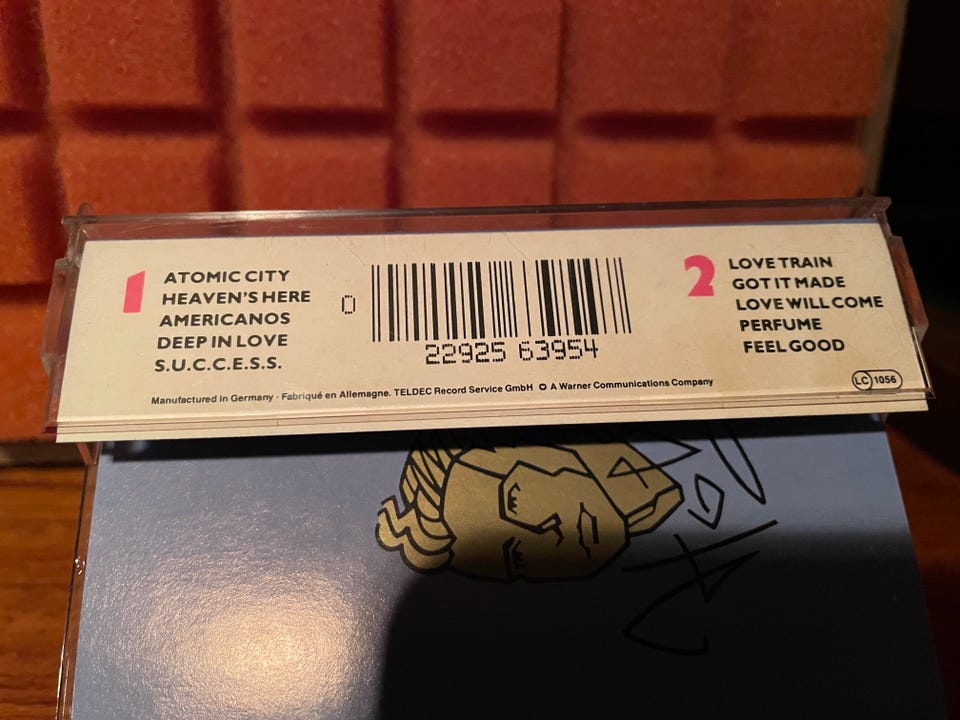 1
ATOMIC CITY
HEAVEN'S HERE
AMERICANOS
DEEP IN LOVE
S.U.C.C.E.S.S.
0
22925 63954
2
LOVE TRAIN
GOT IT MADE
LOVE WILL COME
PERFUME
FEEL GOOD
Manufactured in Germany · Fabriqué en Allemagne. TELDEC Record Service GmbH A Warner Communications Company
LC 1056